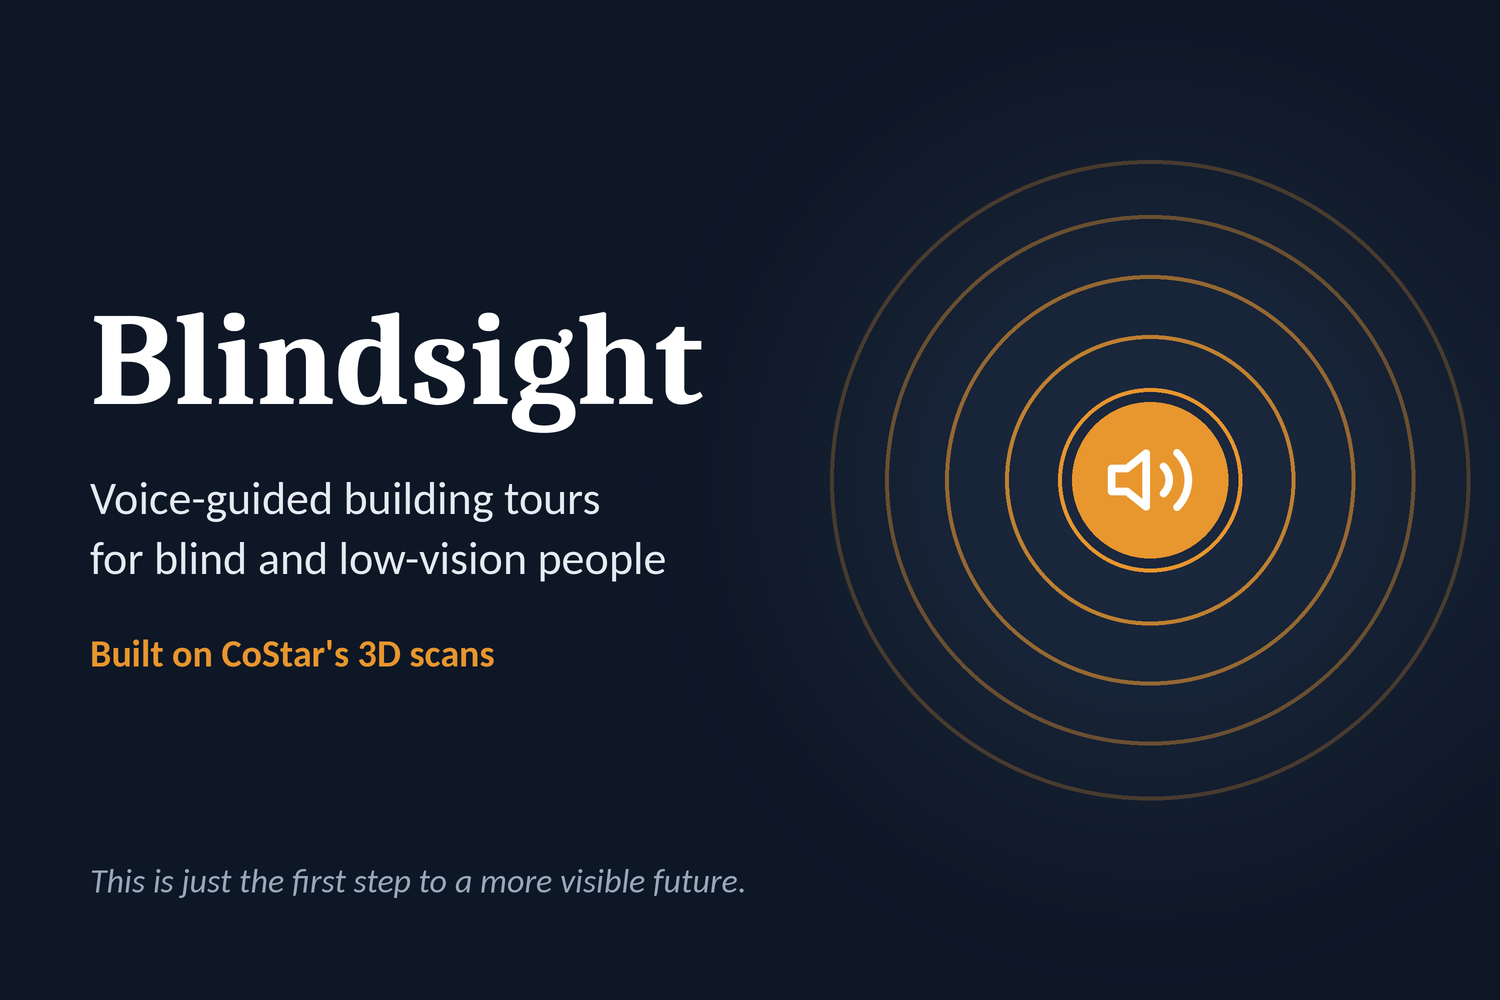 Blindsight
Voice-guided building tours
for blind and low-vision people
Built on CoStar's 3D scans
This is just the first step to a more visible future.